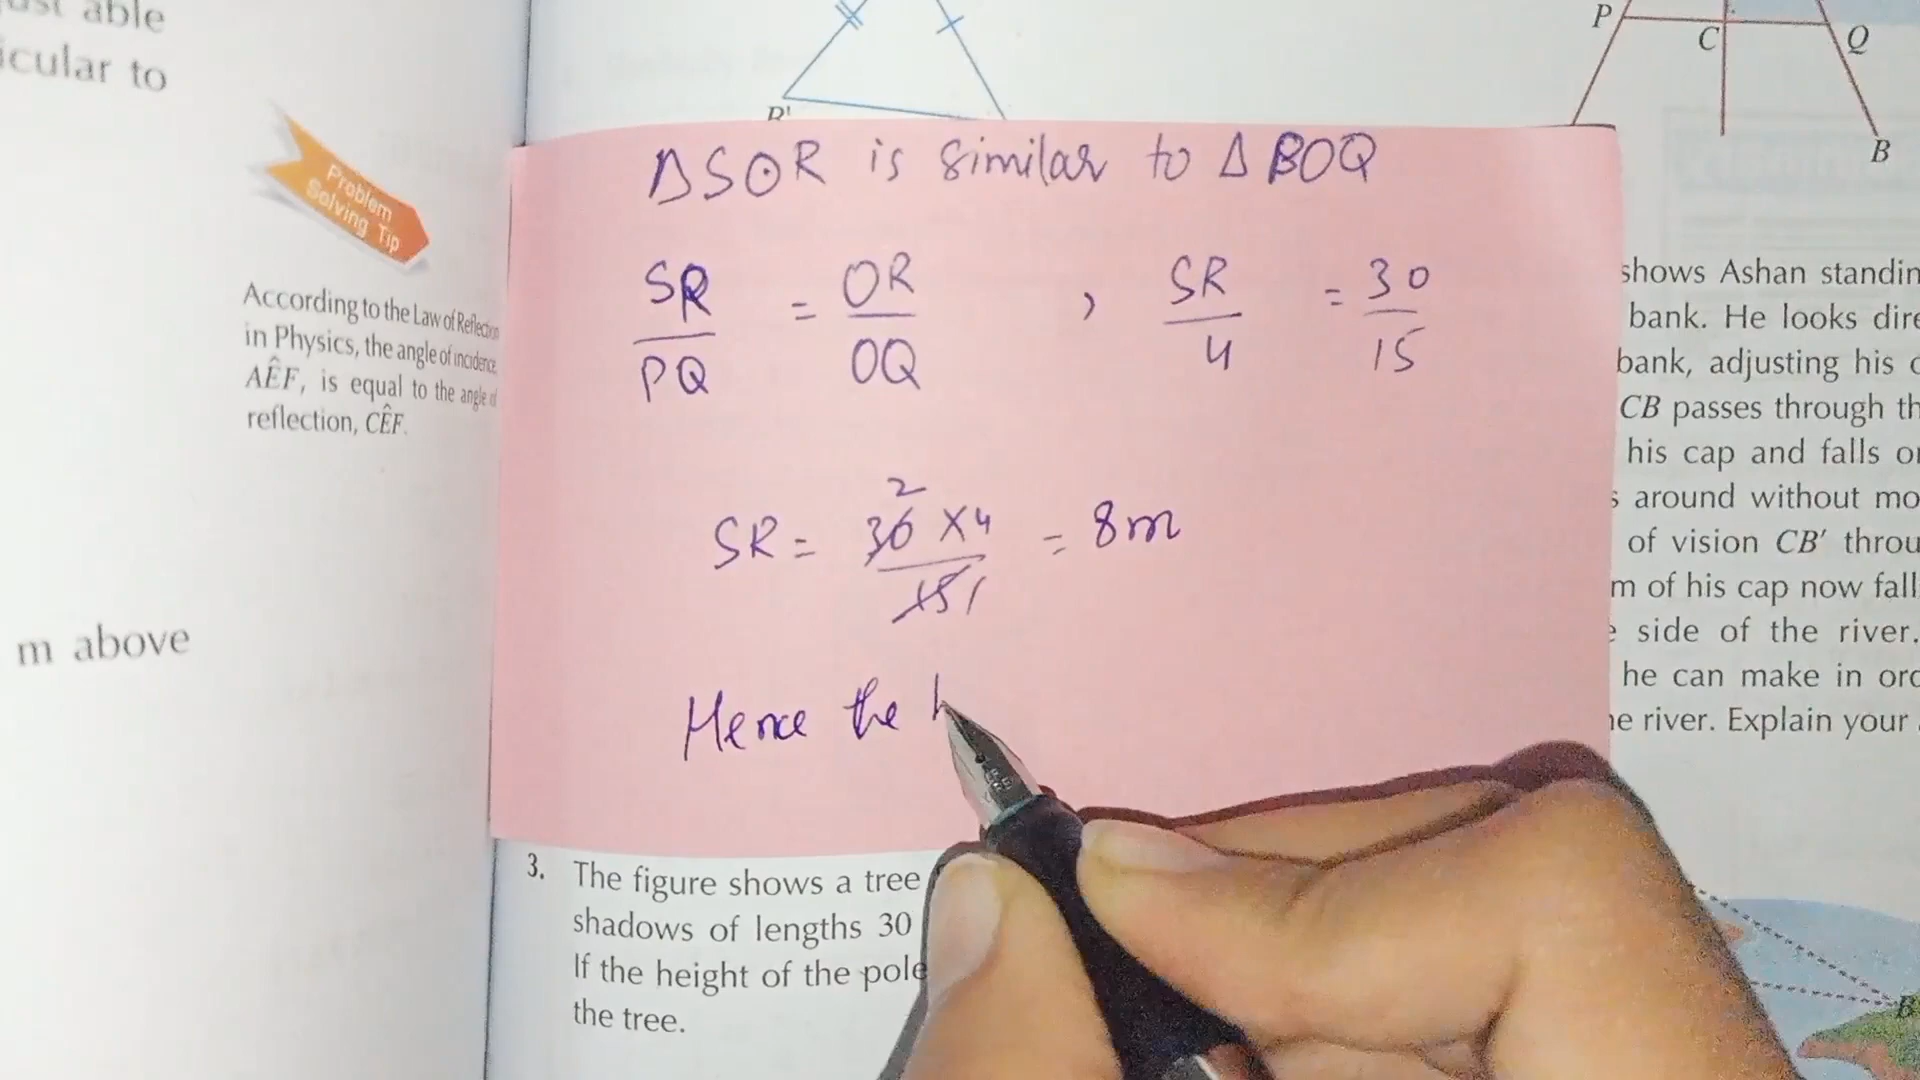 ust able
icular to
m above
Problem
Solving Tip
According to the Law of Reflection
in Physics, the angle of incidence,
AÊF, is equal to the angle of
reflection, CÊF.
P
C
Q
B
ΔSOR is similar to ΔPOQ
SR/PQ = OR/OQ , SR/4 = 30/15
2
SR = 30 X 4 / 15 1 = 8m
Hence the h
3. The figure shows a tree
shadows of lengths 30
If the height of the pole
the tree.
shows Ashan standin
bank. He looks dire
bank, adjusting his c
CB passes through th
his cap and falls o
s around without mo
of vision CB′ throu
m of his cap now fall
e side of the river.
he can make in ord
e river. Explain your
B